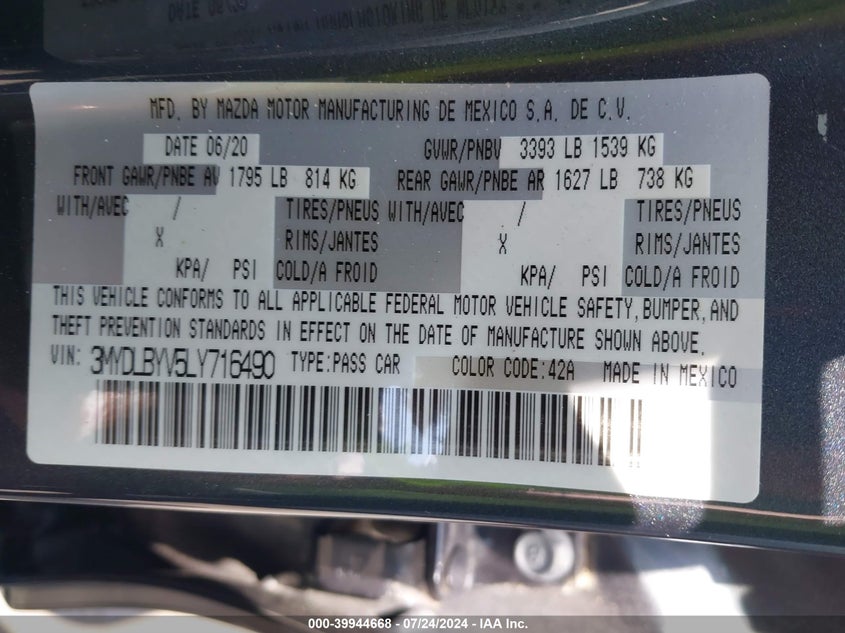 MFD. BY MAZDA MOTOR MANUFACTURING DE MEXICO S.A. DE C.V.
DATE 06/20 GVWR/PNBV 3393 LB 1539 KG
FRONT GAWR/PNBE AV 1795 LB 814 KG REAR GAWR/PNBE AR 1627 LB 738 KG
WITH/AVEC / TIRES/PNEUS WITH/AVEC / TIRES/PNEUS
X RIMS/JANTES X RIMS/JANTES
KPA/ PSI COLD/A FROID KPA/ PSI COLD/A FROID
THIS VEHICLE CONFORMS TO ALL APPLICABLE FEDERAL MOTOR VEHICLE SAFETY, BUMPER, AND
THEFT PREVENTION STANDARDS IN EFFECT ON THE DATE OF MANUFACTURE SHOWN ABOVE.
VIN: 3MYDLBYV5LY716490 TYPE: PASS CAR COLOR CODE: 42A MADE IN MEXICO
000-39944668 - 07/24/2024 - IAA Inc.